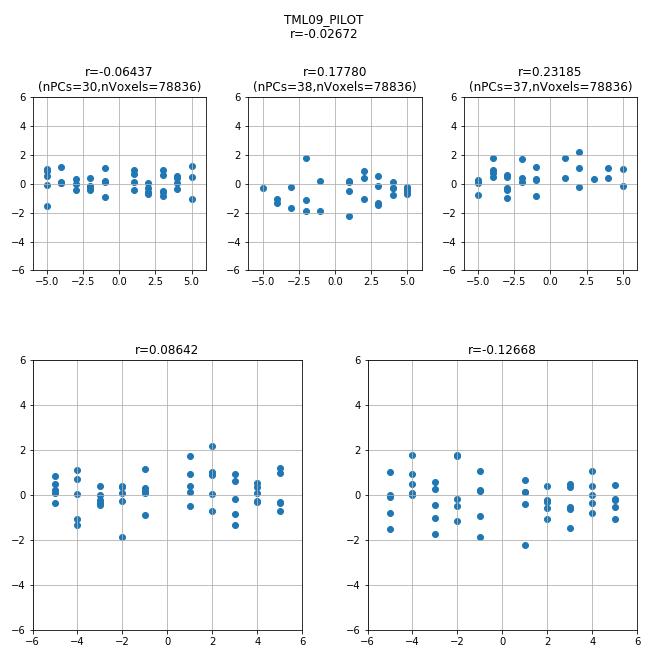 TML09_PILOT
r=-0.02672
r=-0.06437
(nPCs=30,nVoxels=78836)
r=0.17780
(nPCs=38,nVoxels=78836)
r=0.23185
(nPCs=37,nVoxels=78836)
6
4
2
0
−2
−4
−6
−5.0 −2.5 0.0 2.5 5.0
6
4
2
0
−2
−4
−6
−5.0 −2.5 0.0 2.5 5.0
6
4
2
0
−2
−4
−6
−5.0 −2.5 0.0 2.5 5.0
r=0.08642
6
4
2
0
−2
−4
−6
−6 −4 −2 0 2 4 6
r=-0.12668
6
4
2
0
−2
−4
−6
−6 −4 −2 0 2 4 6